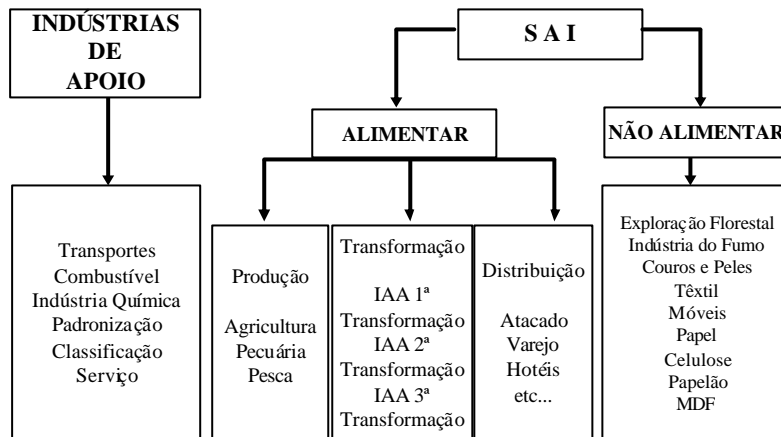 INDÚSTRIAS
DE
APOIO
S A I
ALIMENTAR
NÃO ALIMENTAR
Transportes
Combustível
Indústria Química
Padronização
Classificação
Serviço
Produção
Agricultura
Pecuária
Pesca
Transformação
IAA 1ª
Transformação
IAA 2ª
Transformação
IAA 3ª
Transformação
Distribuição
Atacado
Varejo
Hotéis
etc...
Exploração Florestal
Indústria do Fumo
Couros e Peles
Têxtil
Móveis
Papel
Celulose
Papelão
MDF